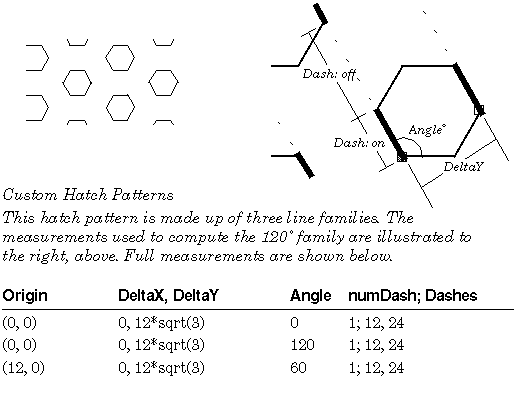 Dash: off
Dash: on
Angle°
DeltaY
Custom Hatch Patterns
This hatch pattern is made up of three line families. The
measurements used to compute the 120° family are illustrated to
the right, above. Full measurements are shown below.
Origin DeltaX, DeltaY Angle numDash; Dashes
(0, 0) 0, 12*sqrt(3) 0 1; 12, 24
(0, 0) 0, 12*sqrt(3) 120 1; 12, 24
(12, 0) 0, 12*sqrt(3) 60 1; 12, 24